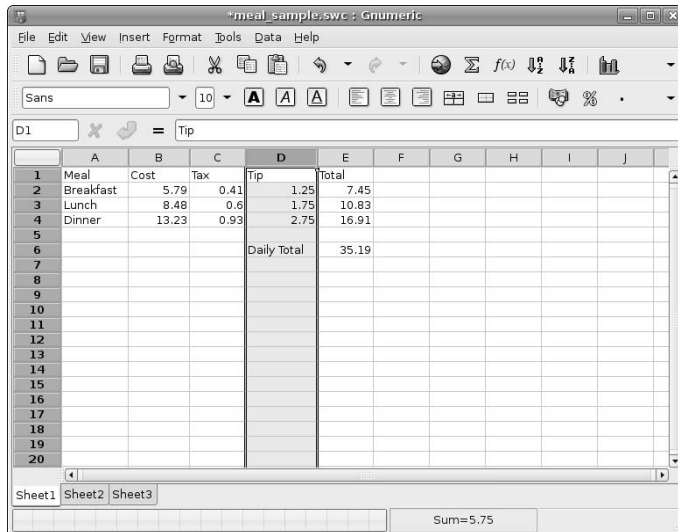 *meal_sample.swc : Gnumeric
File Edit View Insert Format Tools Data Help
Sans 10 A A A %
D1 = Tip
A B C D E F G H I J
1 Meal Cost Tax Tip Total
2 Breakfast 5.79 0.41 1.25 7.45
3 Lunch 8.48 0.6 1.75 10.83
4 Dinner 13.23 0.93 2.75 16.91
5
6 Daily Total 35.19
7
8
9
10
11
12
13
14
15
16
17
18
19
20
Sheet1 Sheet2 Sheet3
Sum=5.75